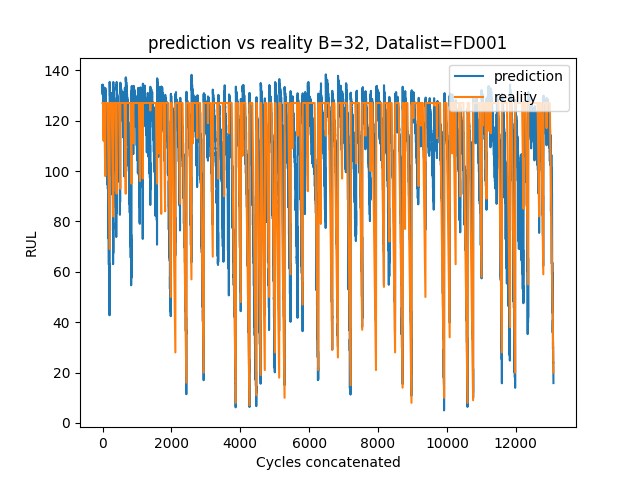 prediction vs reality B=32, Datalist=FD001
prediction
reality
RUL
140
120
100
80
60
40
20
0
0 2000 4000 6000 8000 10000 12000
Cycles concatenated